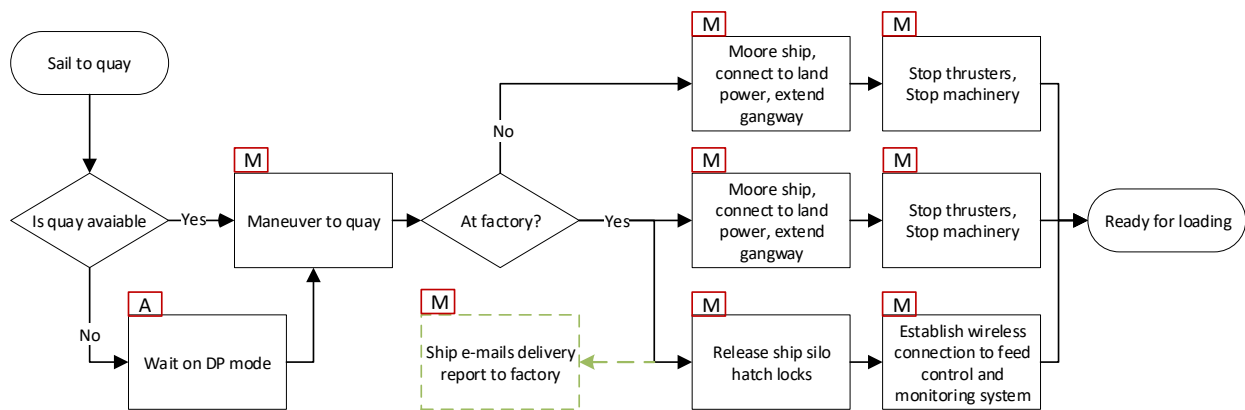 Sail to quay
Is quay avaiable
Yes
No
A
Wait on DP mode
M
Maneuver to quay
At factory?
No
Yes
M
Moore ship,
connect to land
power, extend
gangway
M
Stop thrusters,
Stop machinery
M
Moore ship,
connect to land
power, extend
gangway
M
Stop thrusters,
Stop machinery
M
Ship e-mails delivery
report to factory
M
Release ship silo
hatch locks
M
Establish wireless
connection to feed
control and
monitoring system
Ready for loading